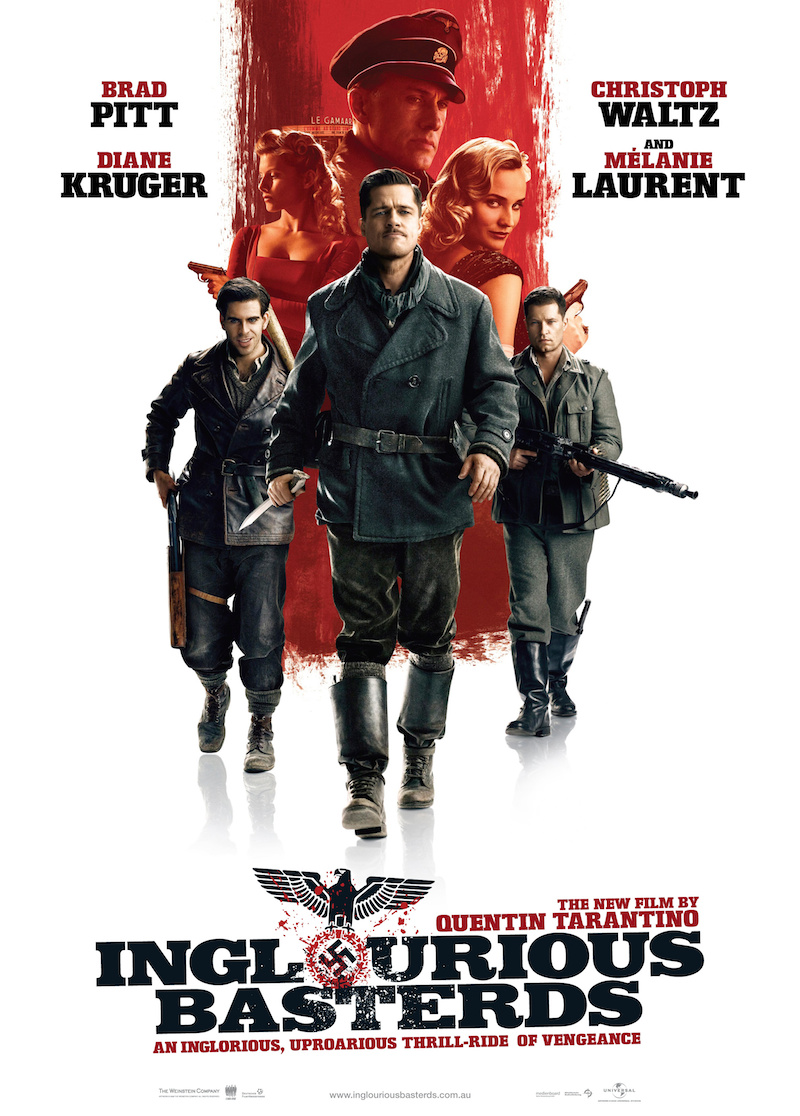 BRAD
PITT
DIANE
KRUGER
CHRISTOPH
WALTZ
AND
MÉLANIE
LAURENT
LE GAMAAR
THE NEW FILM BY
QUENTIN TARANTINO
INGLOURIOUS
BASTERDS
AN INGLORIOUS, UPROARIOUS THRILL-RIDE OF VENGEANCE
THE WEINSTEIN COMPANY
www.inglouriousbasterds.com.au
UNIVERSAL